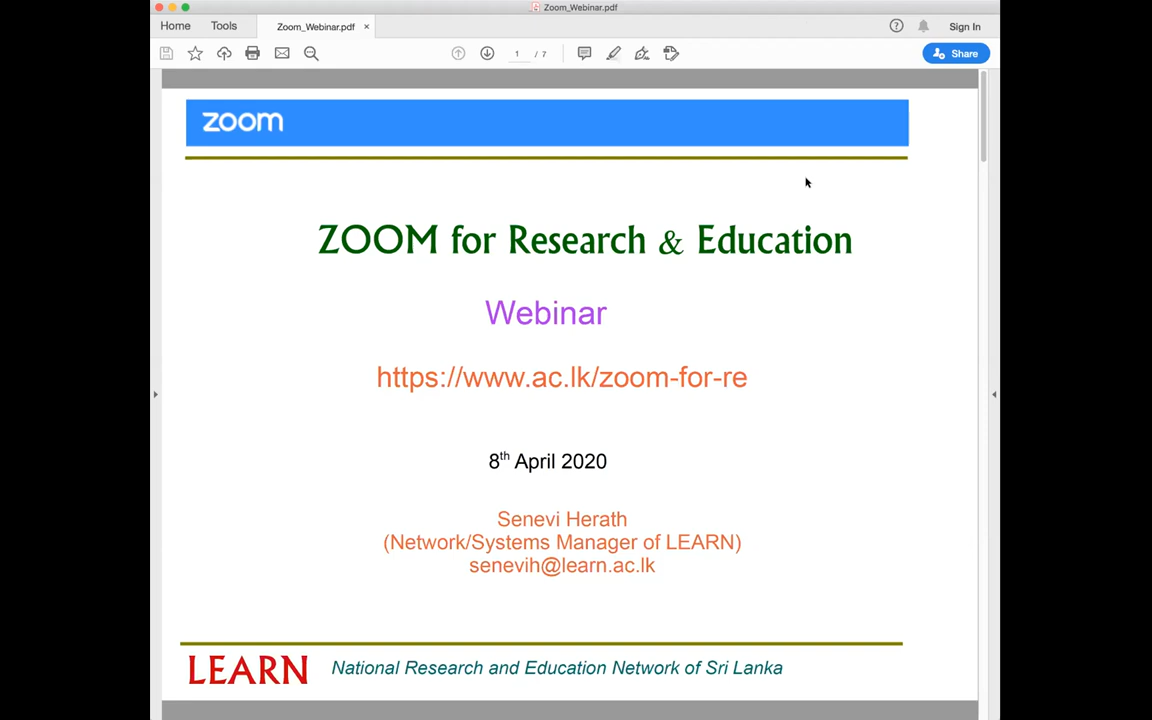 Zoom_Webinar.pdf
Home
Tools
Zoom_Webinar.pdf ×
? Sign In
1 / 7
Share
zoom
ZOOM for Research & Education
Webinar
https://www.ac.lk/zoom-for-re
8th April 2020
Senevi Herath
(Network/Systems Manager of LEARN)
senevih@learn.ac.lk
LEARN National Research and Education Network of Sri Lanka